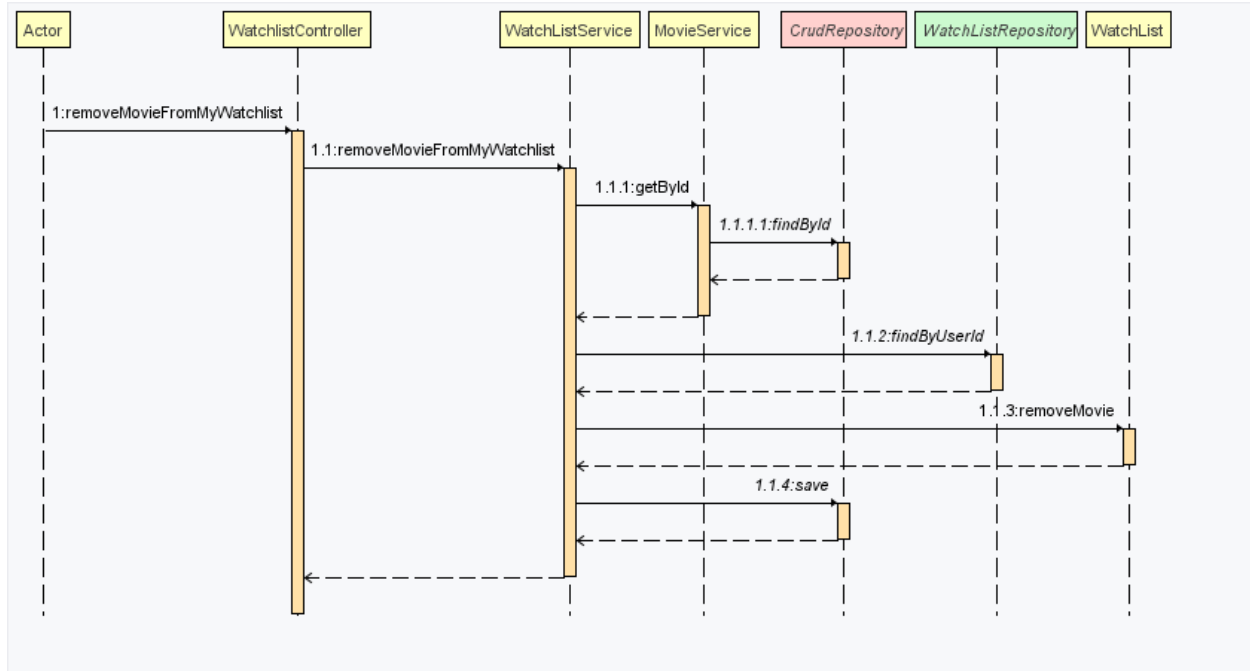 Actor
WatchlistController
WatchListService
MovieService
CrudRepository
WatchListRepository
WatchList
1:removeMovieFromMyWatchlist
1.1:removeMovieFromMyWatchlist
1.1.1:getById
1.1.1.1:findById
1.1.2:findByUserId
1.1.3:removeMovie
1.1.4:save